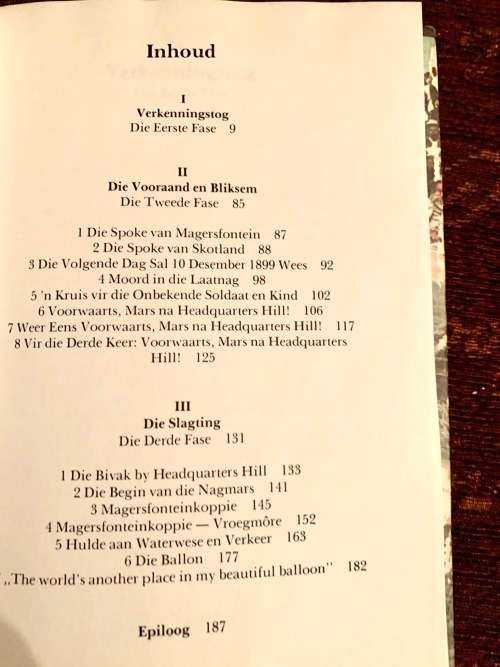 Inhoud
I
Verkenningstog
Die Eerste Fase 9
II
Die Vooraand en Bliksem
Die Tweede Fase 85
1 Die Spoke van Magersfontein 87
2 Die Spoke van Skotland 88
3 Die Volgende Dag Sal 10 Desember 1899 Wees 92
4 Moord in die Laatnag 98
5 'n Kruis vir die Onbekende Soldaat en Kind 102
6 Voorwaarts, Mars na Headquarters Hill! 106
7 Weer Eens Voorwaarts, Mars na Headquarters Hill! 117
8 Vir die Derde Keer: Voorwaarts, Mars na Headquarters
Hill! 125
III
Die Slagting
Die Derde Fase 131
1 Die Bivak by Headquarters Hill 133
2 Die Begin van die Nagmars 141
3 Magersfonteinkoppie 145
4 Magersfonteinkoppie — Vroegmôre 152
5 Hulde aan Waterwese en Verkeer 163
6 Die Ballon 177
„The world's another place in my beautiful balloon" 182
Epiloog 187